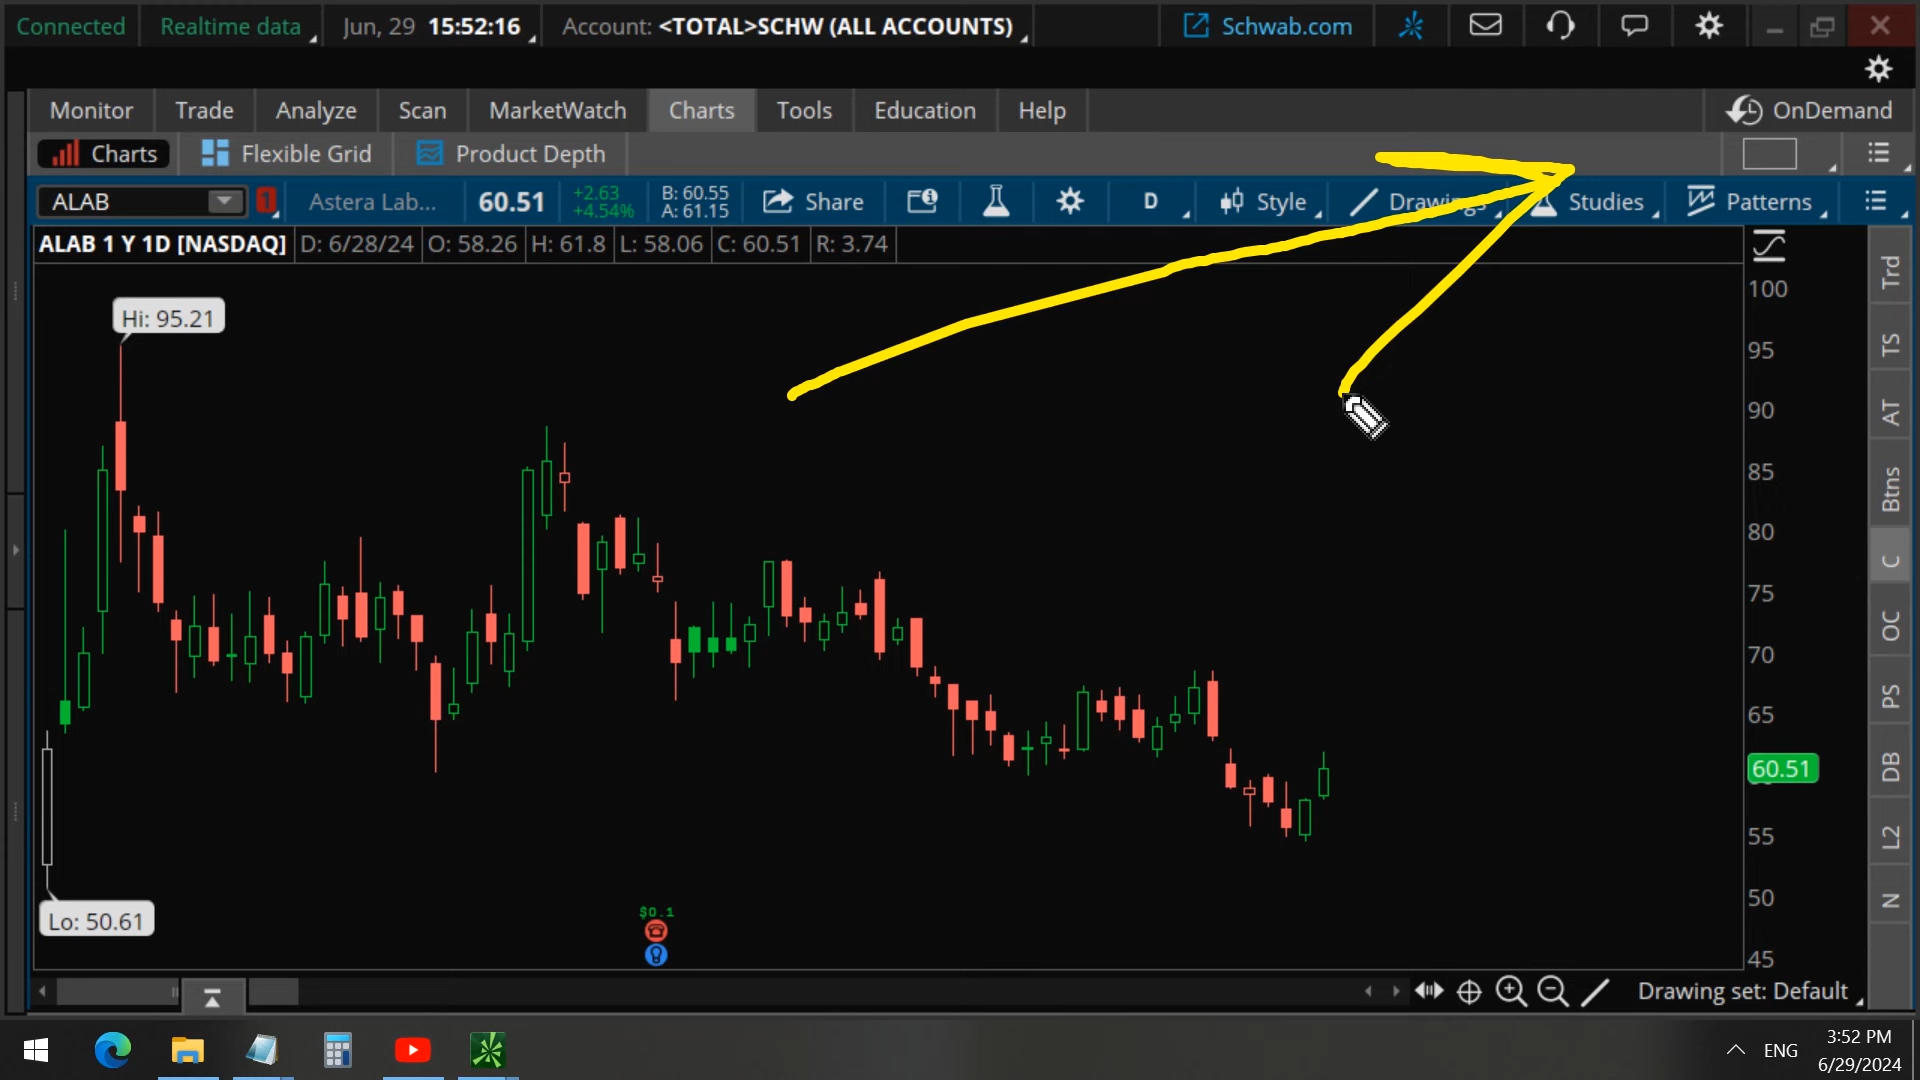 Connected
Realtime data
Jun, 29 15:52:16
Account: <TOTAL>SCHW (ALL ACCOUNTS)
Schwab.com
Monitor
Trade
Analyze
Scan
MarketWatch
Charts
Tools
Education
Help
OnDemand
Charts
Flexible Grid
Product Depth
ALAB
1
Astera Lab...
60.51
+2.63
+4.54%
B: 60.55
A: 61.15
Share
D
Style
Drawings
Studies
Patterns
ALAB 1 Y 1D [NASDAQ]
D: 6/28/24
O: 58.26
H: 61.8
L: 58.06
C: 60.51
R: 3.74
Hi: 95.21
Lo: 50.61
$0.1
100
95
90
85
80
75
70
65
60.51
55
50
45
Trd
TS
AT
Btns
C
OC
PS
DB
L2
N
Drawing set: Default
ENG
3:52 PM
6/29/2024